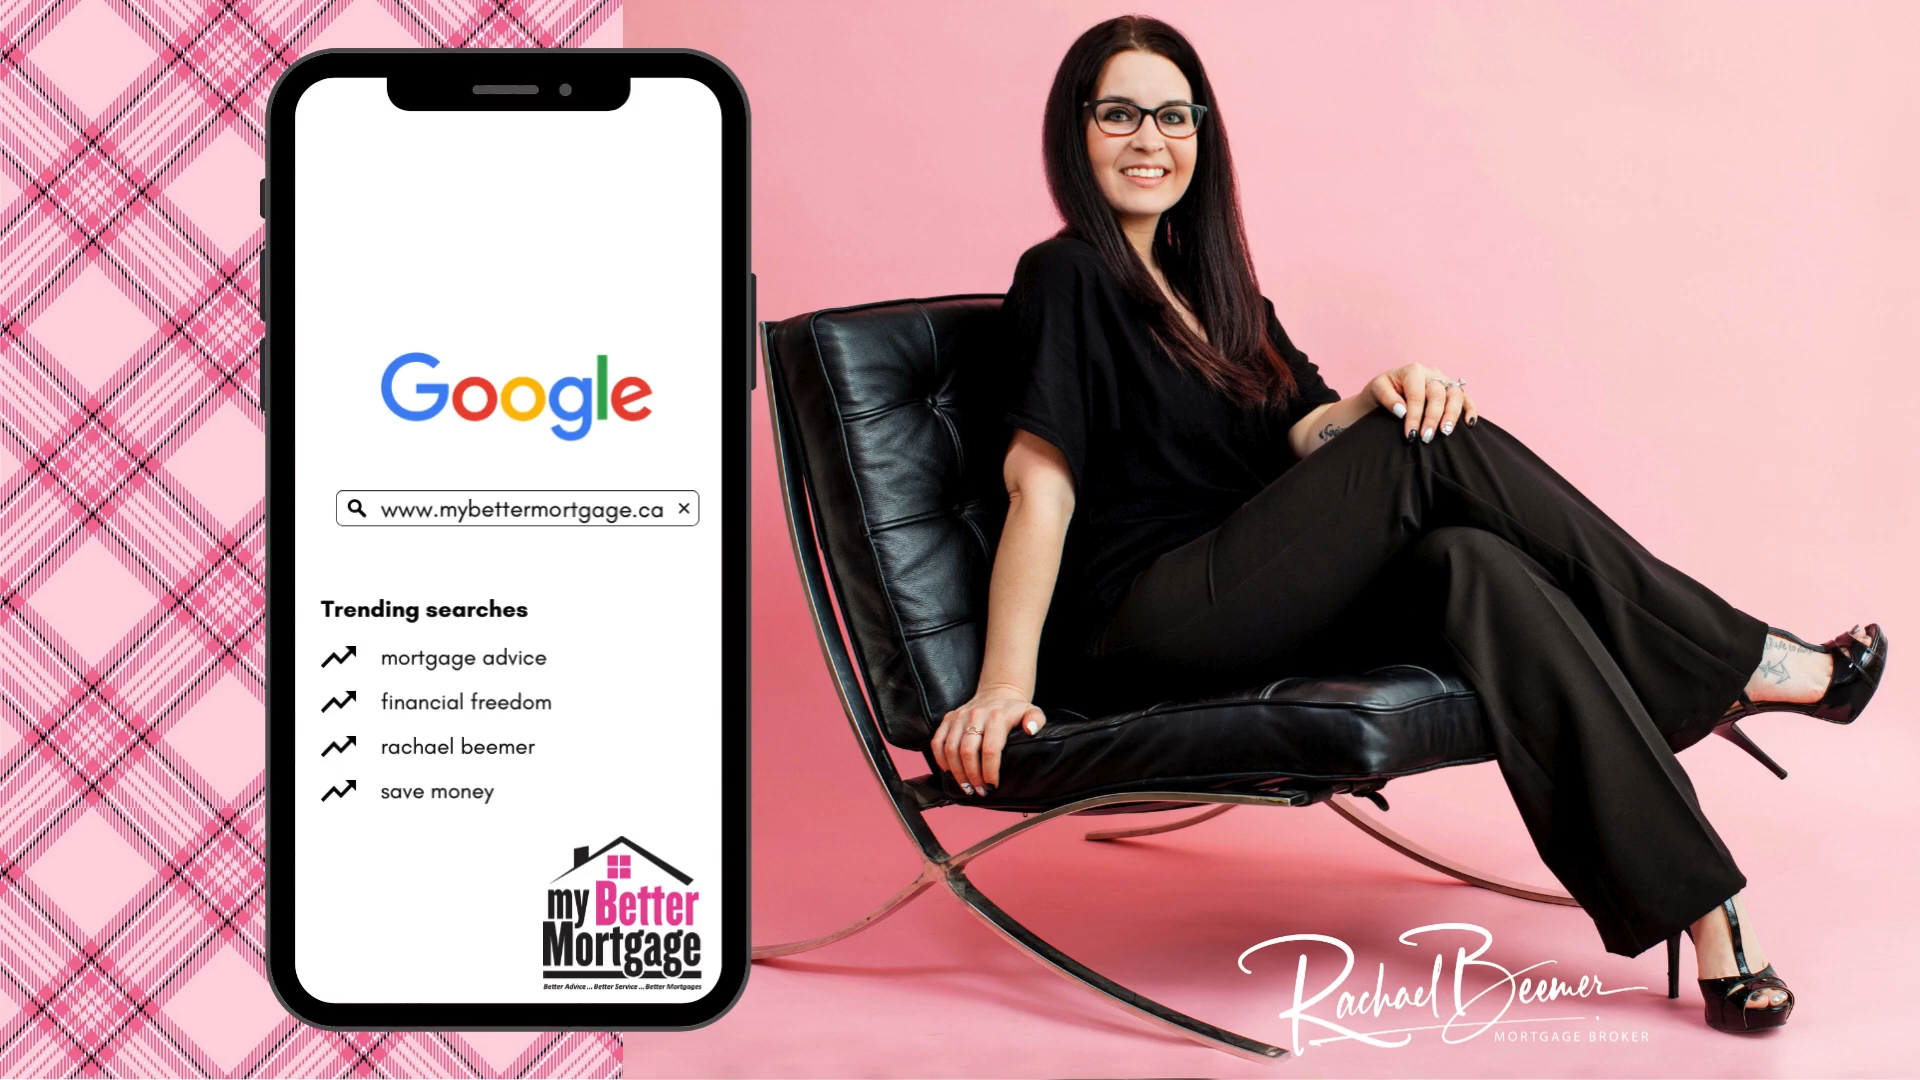 Google
www.mybettermortgage.ca
Trending searches
mortgage advice
financial freedom
rachael beemer
save money
my Better
Mortgage
Better Advice... Better Service... Better Mortgages
Rachael Beemer
MORTGAGE BROKER